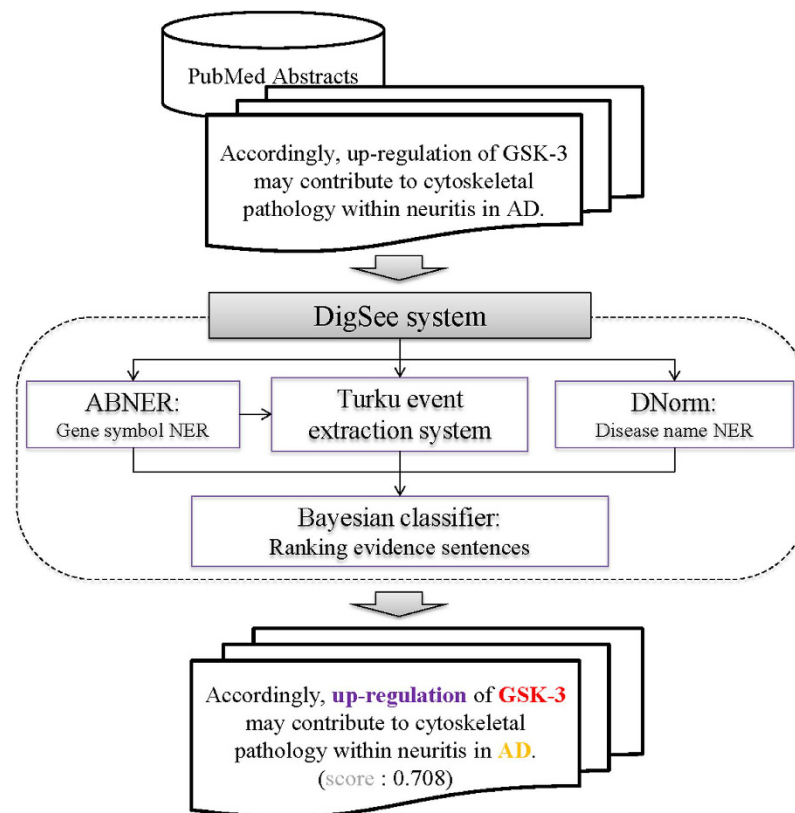 PubMed Abstracts
Accordingly, up-regulation of GSK-3
may contribute to cytoskeletal
pathology within neuritis in AD.
DigSee system
ABNER:
Gene symbol NER
Turku event
extraction system
DNorm:
Disease name NER
Bayesian classifier:
Ranking evidence sentences
Accordingly, up-regulation of GSK-3
may contribute to cytoskeletal
pathology within neuritis in AD.
(score : 0.708)